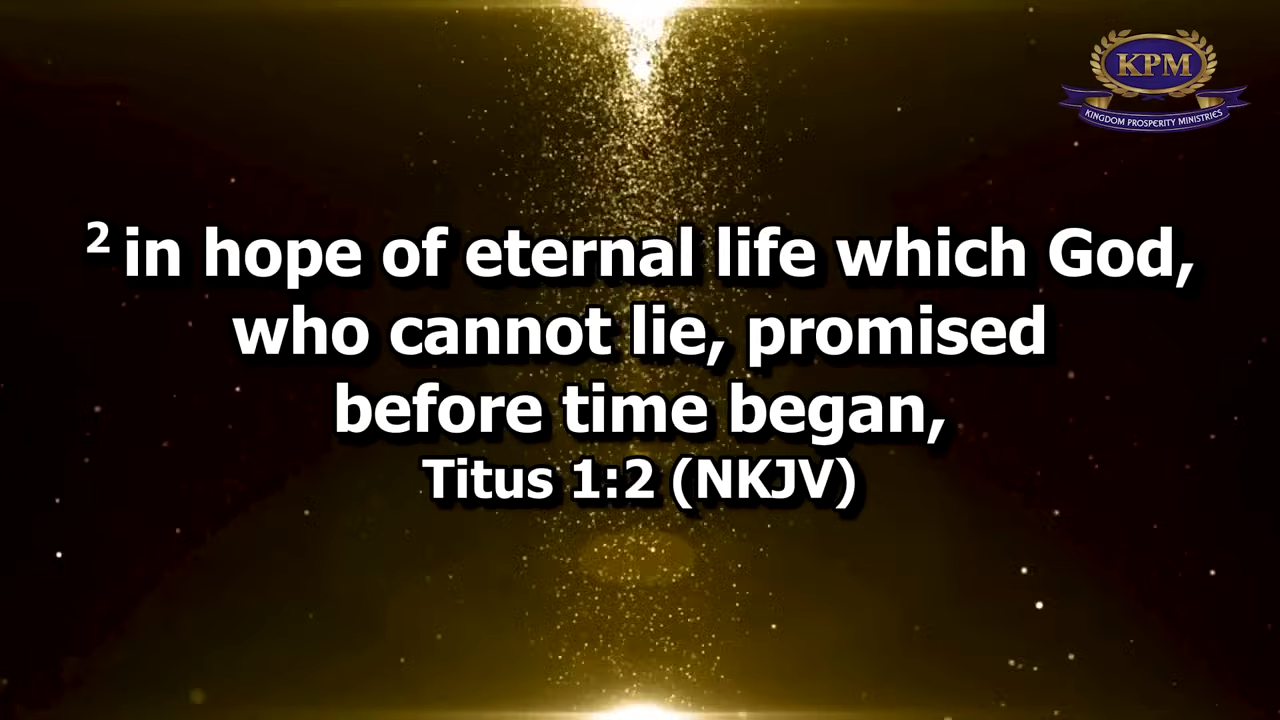 KPM
KINGDOM PROSPERITY MINISTRIES
2 in hope of eternal life which God,
who cannot lie, promised
before time began,
Titus 1:2 (NKJV)